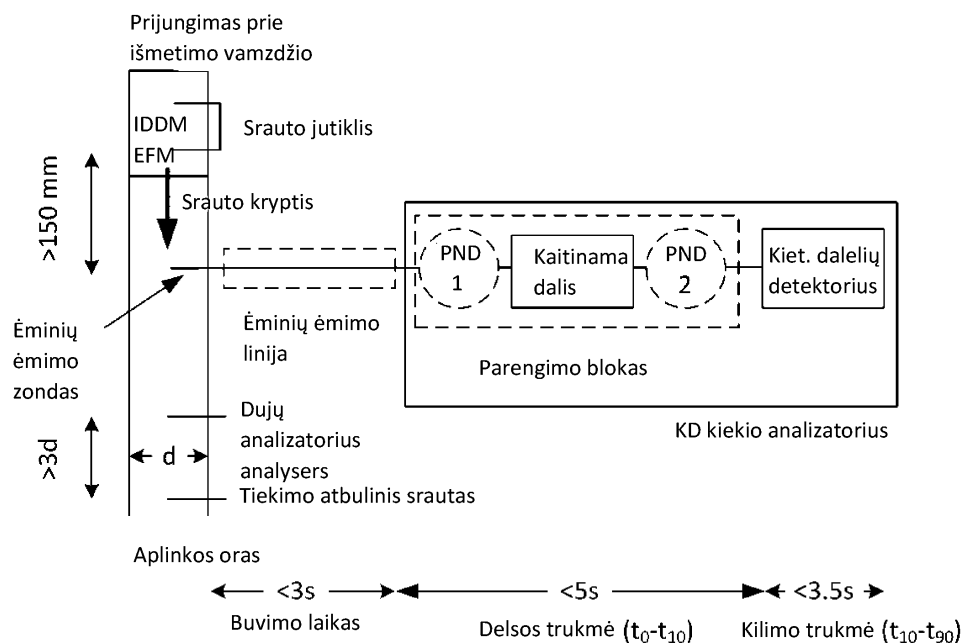 Prijungimas prie
išmetimo vamzdžio
IDDM
EFM
Srauto jutiklis
>150 mm
Srauto kryptis
PND
1
Kaitinama
dalis
PND
2
Kiet. dalelių
detektorius
Ėminių
ėmimo
zondas
Ėminių ėmimo
linija
Parengimo blokas
KD kiekio analizatorius
Dujų
analizatorius
analysers
>3d
d
Tiekimo atbulinis srautas
Aplinkos oras
<3s
<5s
<3.5s
Buvimo laikas
Delsos trukmė (t₀-t₁₀)
Kilimo trukmė (t₁₀-t₉₀)